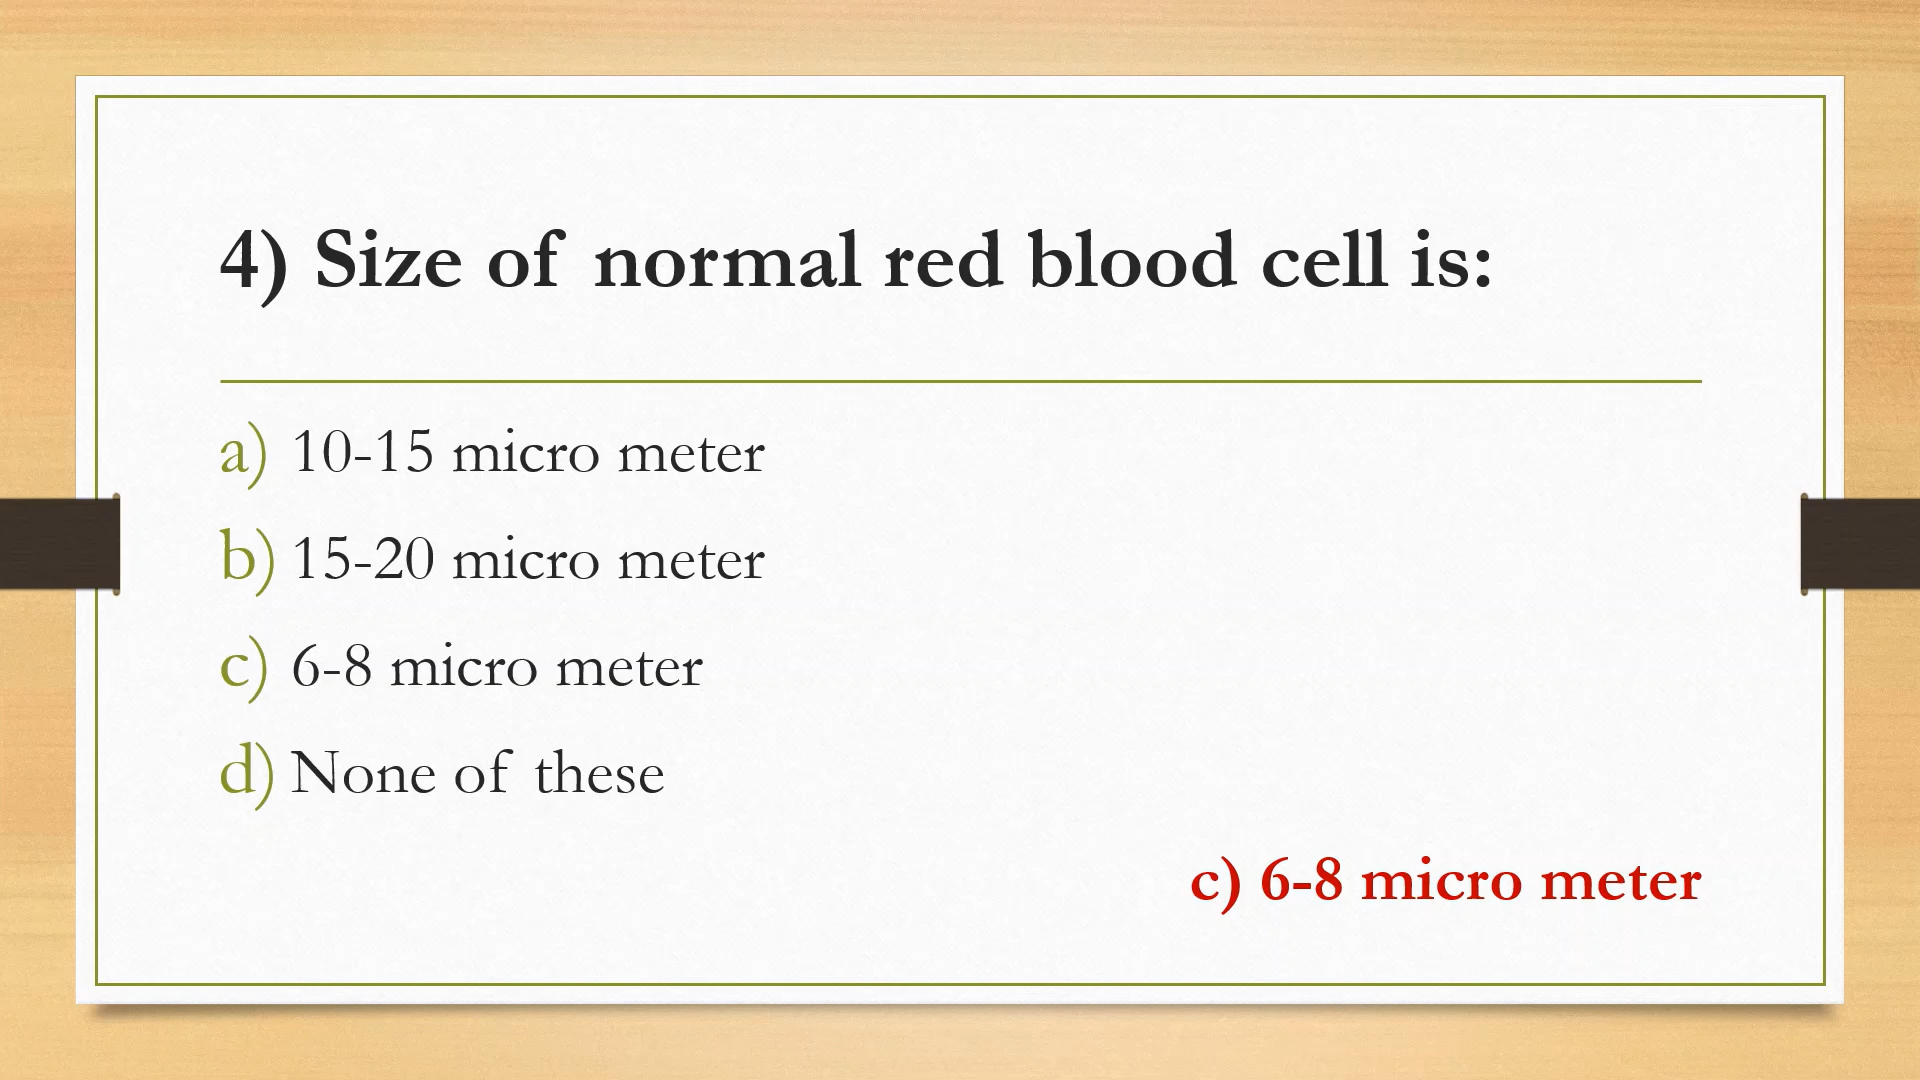 4) Size of normal red blood cell is:
a) 10-15 micro meter
b) 15-20 micro meter
c) 6-8 micro meter
d) None of these
c) 6-8 micro meter